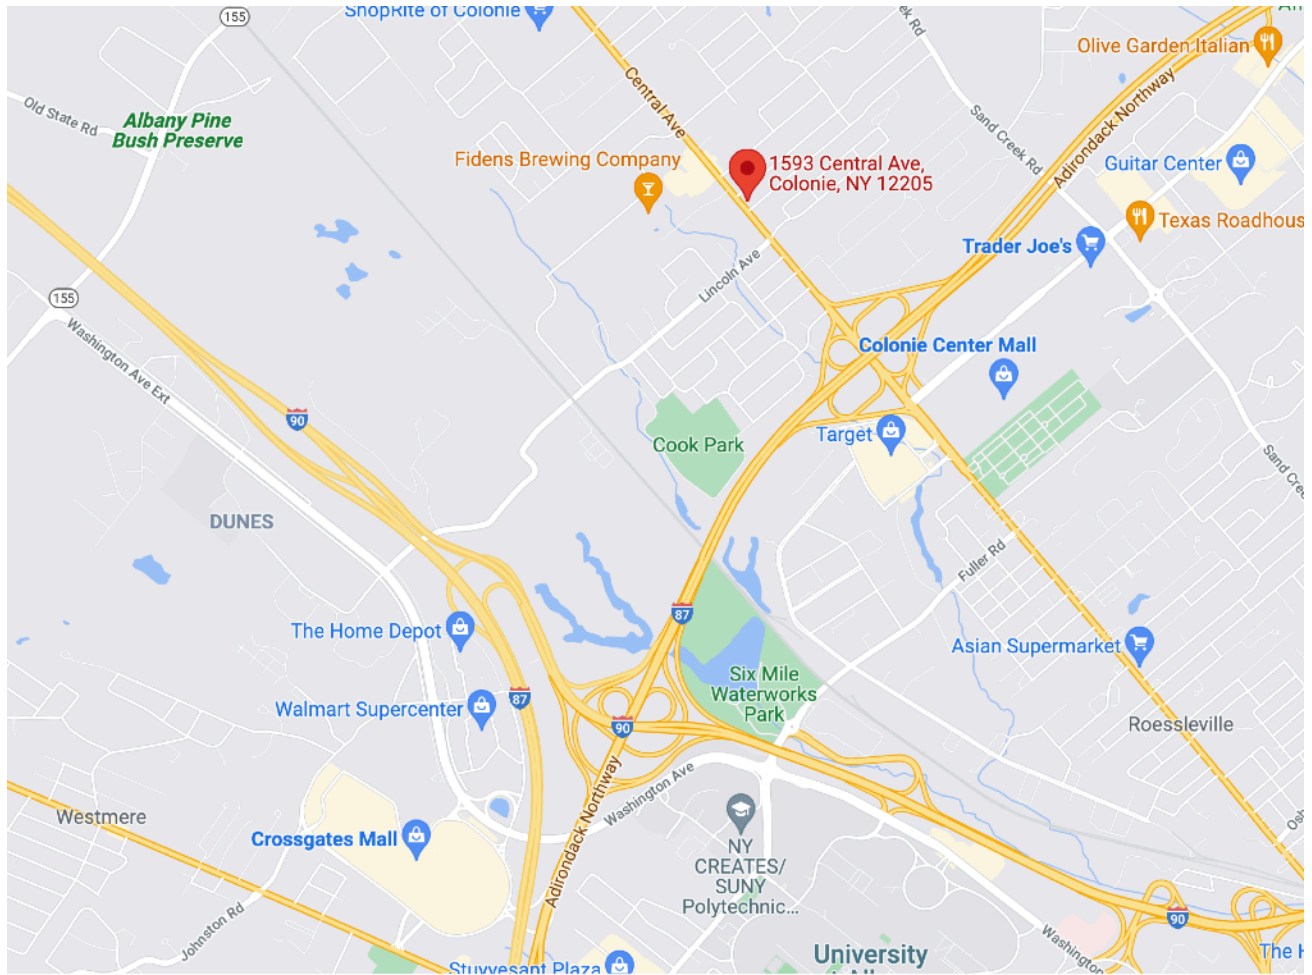 ShopRite of Colonie
155
Olive Garden Italian
Central Ave
Sand Creek Rd
Adirondack Northway
Old State Rd
Albany Pine
Bush Preserve
Fidens Brewing Company
1593 Central Ave,
Colonie, NY 12205
Guitar Center
Texas Roadhous
Trader Joe's
Lincoln Ave
155
Washington Ave Ext
Colonie Center Mall
90
Target
Cook Park
Sand Cree
DUNES
Fuller Rd
87
The Home Depot
Asian Supermarket
Six Mile
Waterworks
Park
87
Walmart Supercenter
90
Roessleville
Westmere
Adirondack Northway
Washington Ave
Crossgates Mall
NY
CREATES/
SUNY
Polytechnic...
Johnston Rd
90
Washington
University
Stuyvesant Plaza
The H